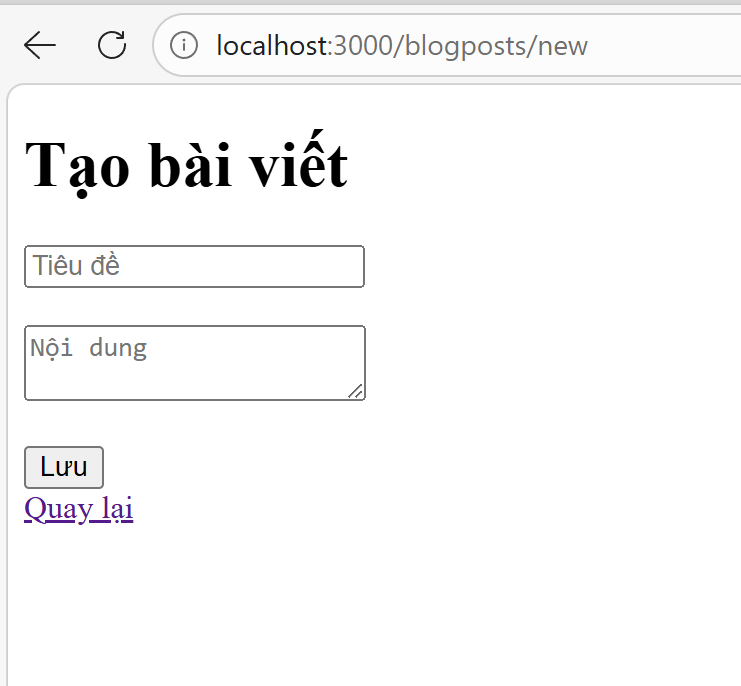 localhost:3000/blogposts/new
Tạo bài viết
Tiêu đề
Nội dung
Lưu
Quay lại